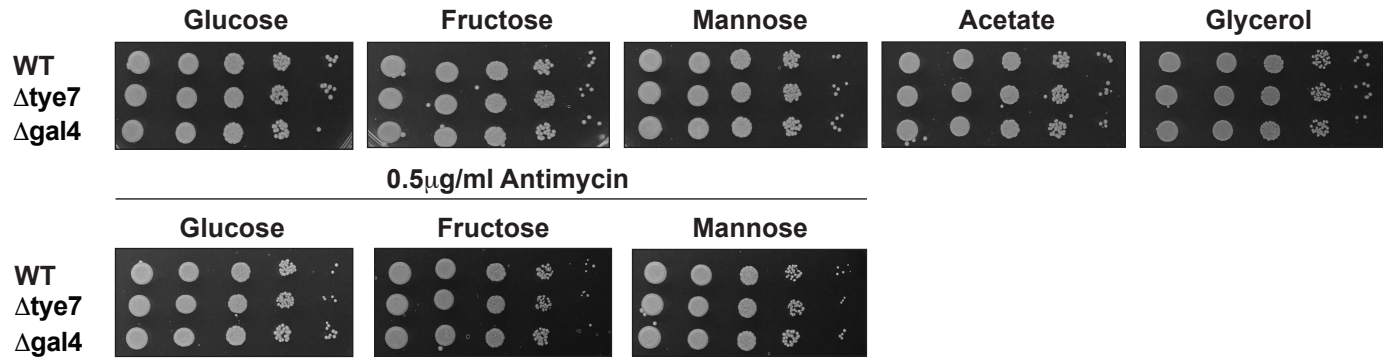 Glucose Fructose Mannose Acetate Glycerol
WT
Δtye7
Δgal4
0.5μg/ml Antimycin
Glucose Fructose Mannose
WT
Δtye7
Δgal4